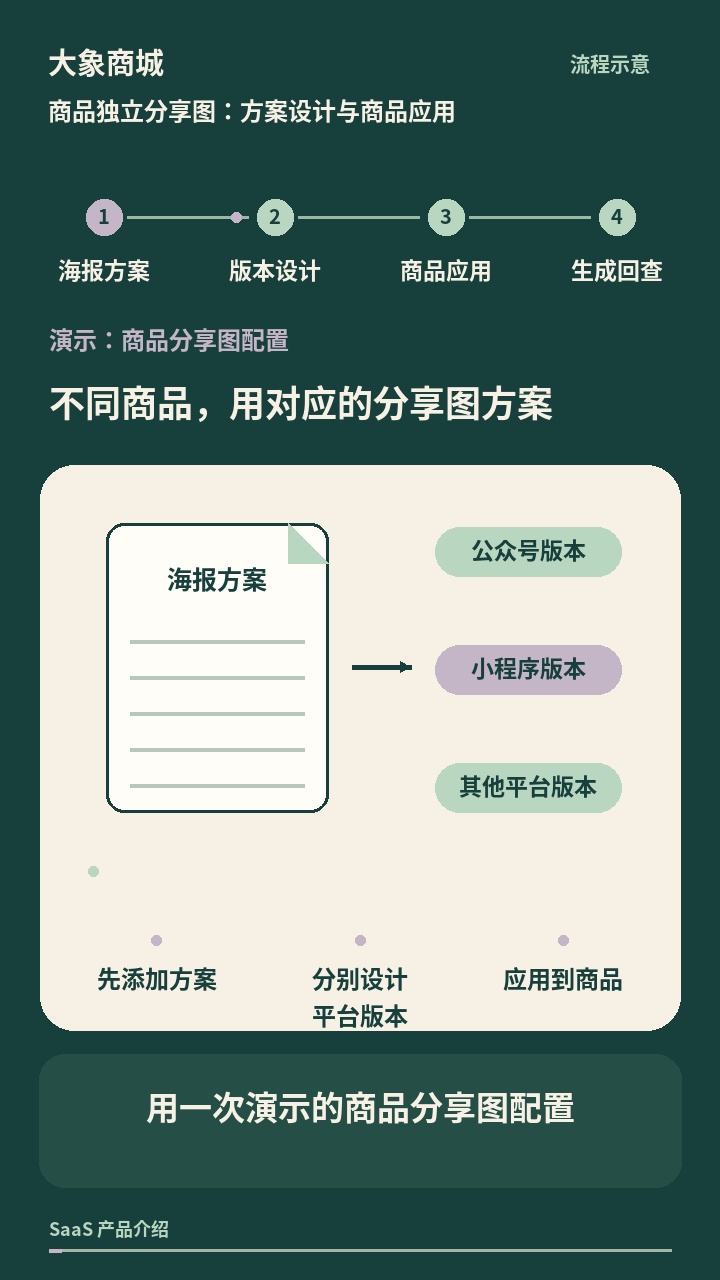 大象商城
流程示意
商品独立分享图：方案设计与商品应用
1
2
3
4
海报方案
版本设计
商品应用
生成回查
演示：商品分享图配置
不同商品，用对应的分享图方案
海报方案
公众号版本
小程序版本
其他平台版本
先添加方案
分别设计
平台版本
应用到商品
用一次演示的商品分享图配置
SaaS 产品介绍